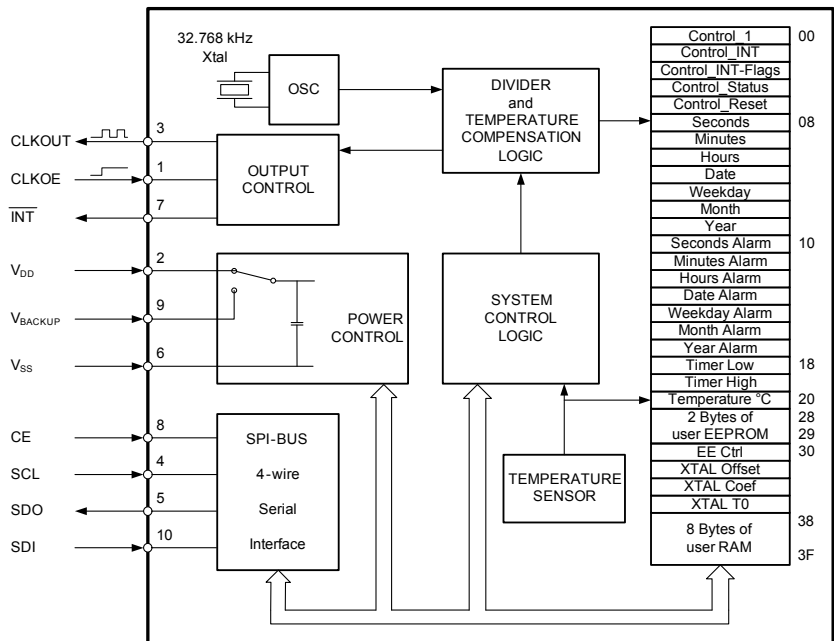 32.768 kHz
Xtal
OSC
DIVIDER
and
TEMPERATURE
COMPENSATION
LOGIC
CLKOUT
3
CLKOE
1
INT
7
OUTPUT
CONTROL
VDD
2
VBACKUP
9
VSS
6
POWER
CONTROL
SYSTEM
CONTROL
LOGIC
CE
8
SCL
4
SDO
5
SDI
10
SPI-BUS
4-wire
Serial
Interface
TEMPERATURE
SENSOR
Control_1 00
Control_INT
Control_INT-Flags
Control_Status
Control_Reset
Seconds 08
Minutes
Hours
Date
Weekday
Month
Year
Seconds Alarm 10
Minutes Alarm
Hours Alarm
Date Alarm
Weekday Alarm
Month Alarm
Year Alarm
Timer Low 18
Timer High
Temperature °C 20
2 Bytes of 28
user EEPROM 29
EE Ctrl 30
XTAL Offset
XTAL Coef
XTAL T0
38
8 Bytes of
user RAM
3F